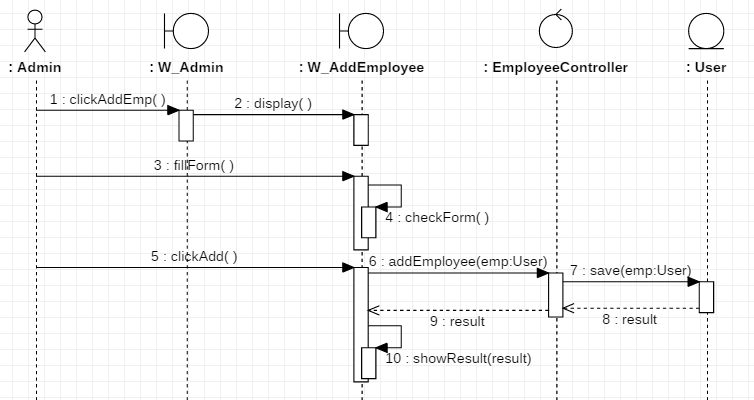 : Admin
: W_Admin
: W_AddEmployee
: EmployeeController
: User
1 : clickAddEmp( )
2 : display( )
3 : fillForm( )
4 : checkForm( )
5 : clickAdd( )
6 : addEmployee(emp:User)
7 : save(emp:User)
8 : result
9 : result
10 : showResult(result)